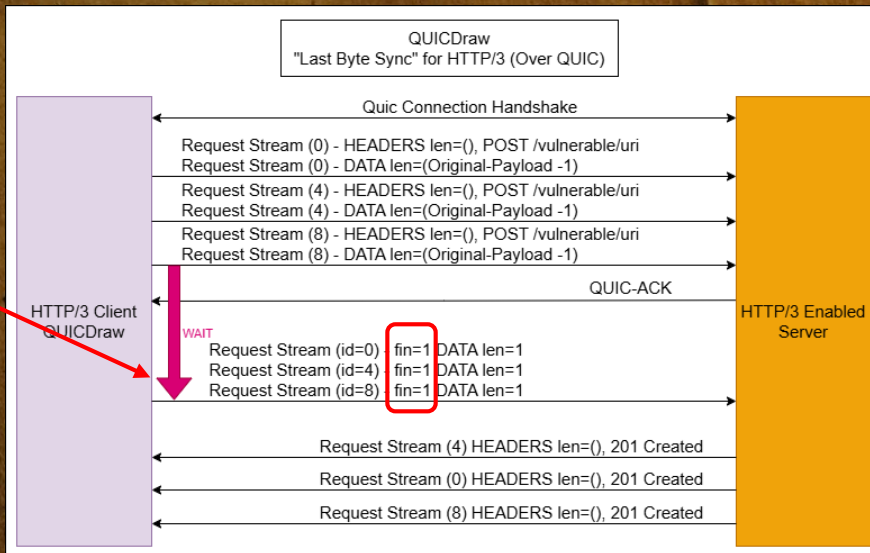 QUICDraw
"Last Byte Sync" for HTTP/3 (Over QUIC)
Quic Connection Handshake
Request Stream (0) - HEADERS len=(), POST /vulnerable/uri
Request Stream (0) - DATA len=(Original-Payload -1)
Request Stream (4) - HEADERS len=(), POST /vulnerable/uri
Request Stream (4) - DATA len=(Original-Payload -1)
Request Stream (8) - HEADERS len=(), POST /vulnerable/uri
Request Stream (8) - DATA len=(Original-Payload -1)
QUIC-ACK
HTTP/3 Client
QUICDraw
HTTP/3 Enabled
Server
WAIT
Request Stream (id=0) - fin=1 DATA len=1
Request Stream (id=4) - fin=1 DATA len=1
Request Stream (id=8) - fin=1 DATA len=1
Request Stream (4) HEADERS len=(), 201 Created
Request Stream (0) HEADERS len=(), 201 Created
Request Stream (8) HEADERS len=(), 201 Created